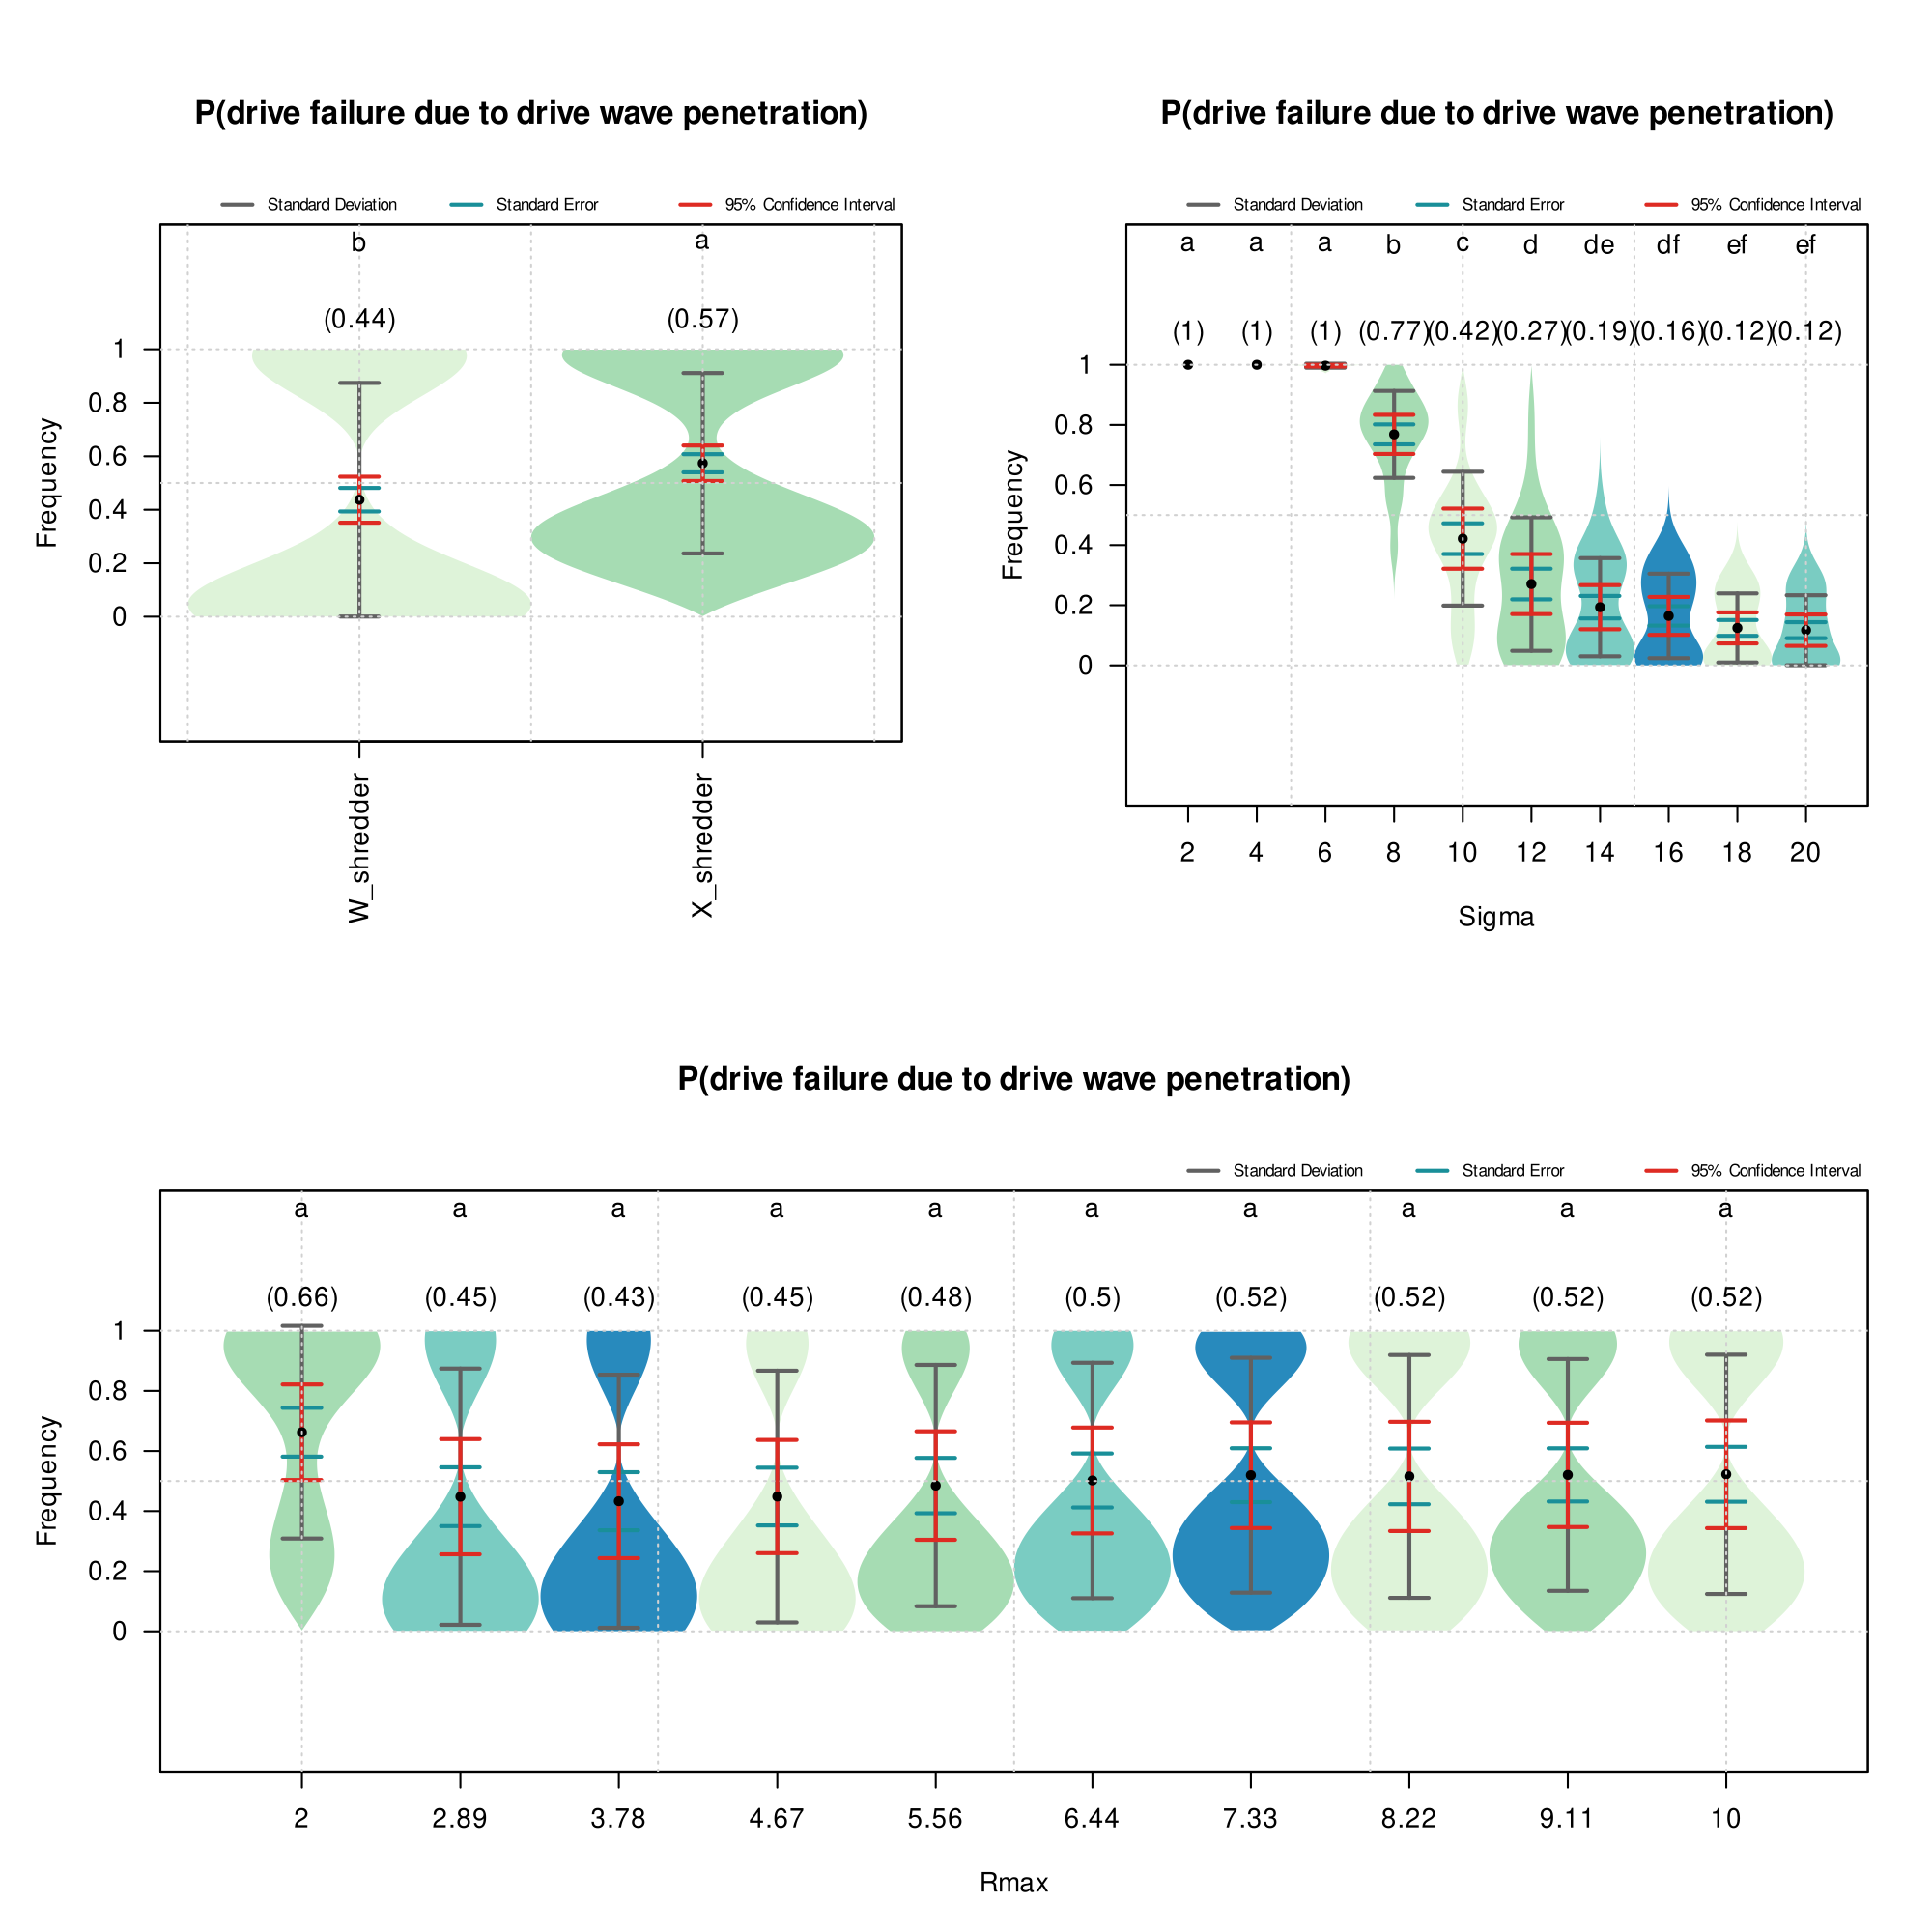 P(drive failure due to drive wave penetration)
Standard Deviation Standard Error 95% Confidence Interval
b a
(0.44) (0.57)
1
0.8
0.6
0.4
0.2
0
Frequency
W_shredder X_shredder
P(drive failure due to drive wave penetration)
Standard Deviation Standard Error 95% Confidence Interval
a a a b c d de df ef ef
(1) (1) (1) (0.77) (0.42) (0.27) (0.19) (0.16) (0.12) (0.12)
1
0.8
0.6
0.4
0.2
0
Frequency
2 4 6 8 10 12 14 16 18 20
Sigma
P(drive failure due to drive wave penetration)
Standard Deviation Standard Error 95% Confidence Interval
a a a a a a a a a a
(0.66) (0.45) (0.43) (0.45) (0.48) (0.5) (0.52) (0.52) (0.52) (0.52)
1
0.8
0.6
0.4
0.2
0
Frequency
2 2.89 3.78 4.67 5.56 6.44 7.33 8.22 9.11 10
Rmax